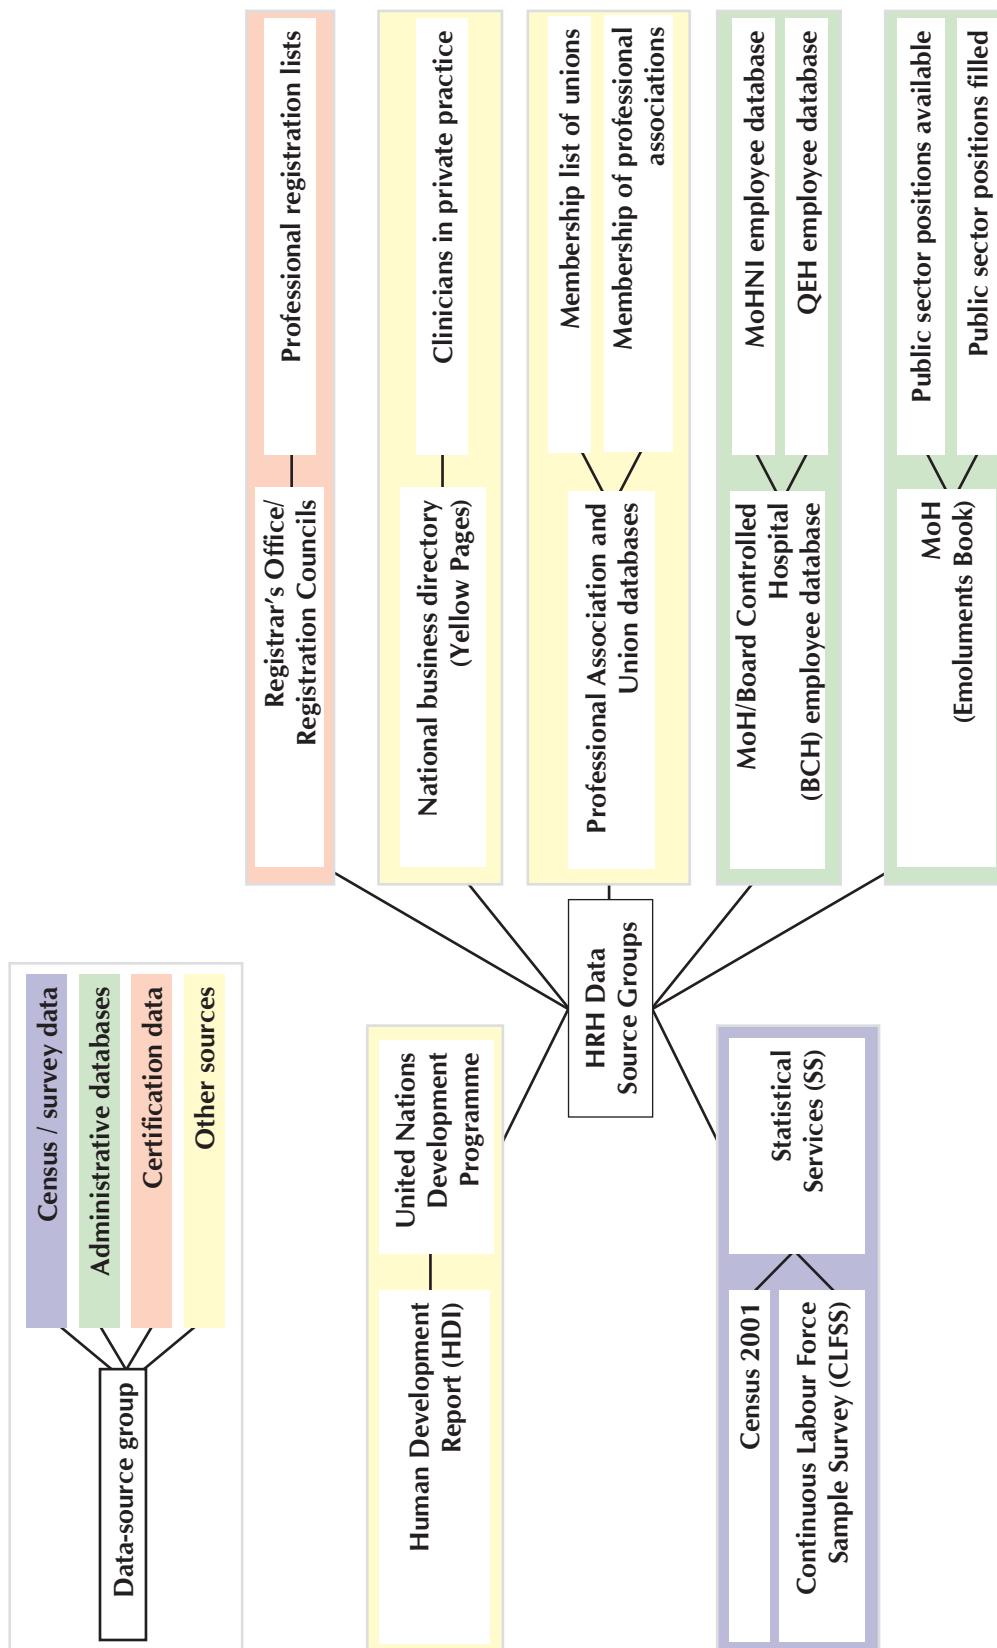 Data-source group
Census / survey data
Administrative databases
Certification data
Other sources
HRH Data
Source Groups
Registrar’s Office/
Registration Councils
Professional registration lists
National business directory
(Yellow Pages)
Clinicians in private practice
Professional Association and
Union databases
Membership list of unions
Membership of professional
associations
MoH/Board Controlled
Hospital
(BCH) employee database
MoHNI employee database
QEH employee database
MoH
(Emoluments Book)
Public sector positions available
Public sector positions filled
United Nations
Development
Programme
Human Development
Report (HDI)
Statistical
Services (SS)
Census 2001
Continuous Labour Force
Sample Survey (CLFSS)